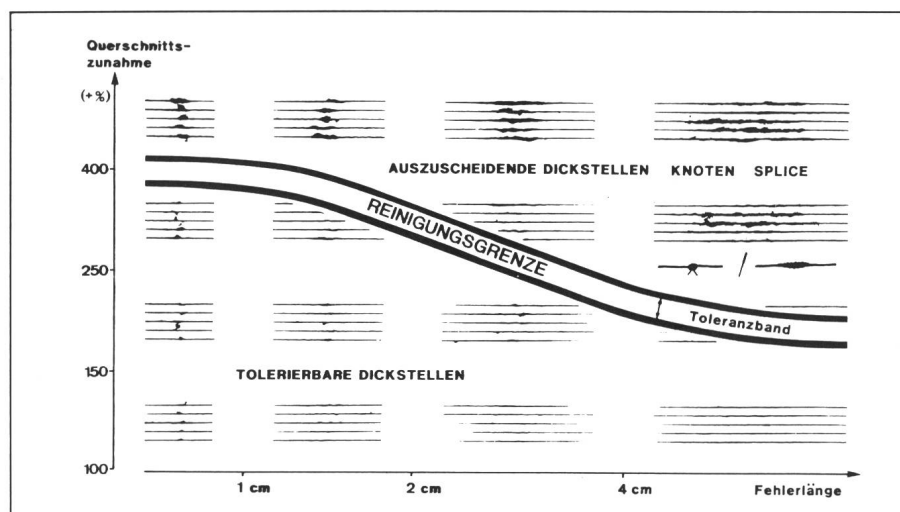 Querschnitts-
zunahme
(+%)
400
AUSZUSCHEIDENDE DICKSTELLEN KNOTEN SPLICE
REINIGUNGSGRENZE
250
Toleranzband
150
TOLERIERBARE DICKSTELLEN
100
1 cm 2 cm 4 cm Fehlerlänge